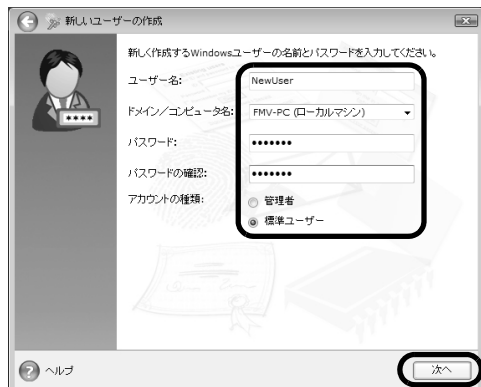 新しいユーザーの作成
新しく作成するWindowsユーザーの名前とパスワードを入力してください。
ユーザー名: NewUser
ドメイン／コンピュータ名: FMV-PC (ローカルマシン)
パスワード: •••••••
パスワードの確認: •••••••
アカウントの種類: 管理者
標準ユーザー
ヘルプ 次へ